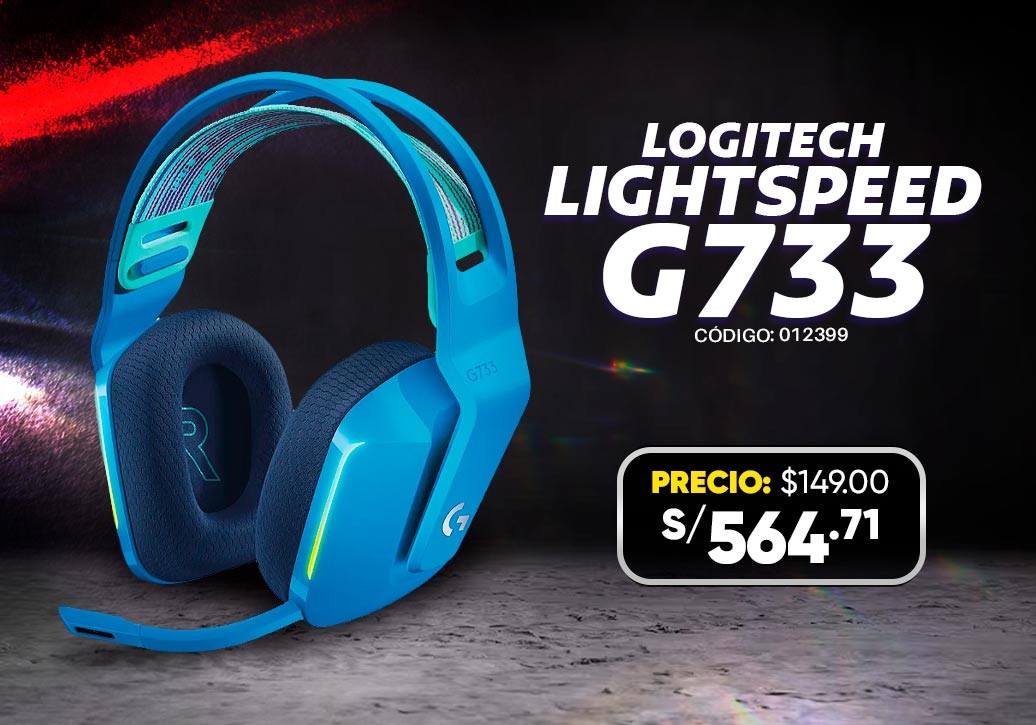 LOGITECH
LIGHTSPEED
G733
CÓDIGO: 012399
G733
R
PRECIO: $149.00
S/564.71